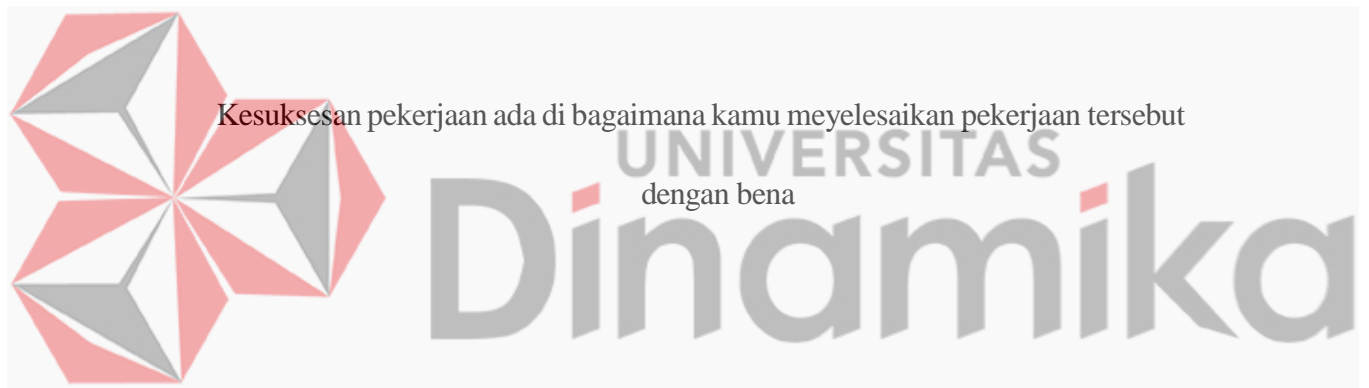 Kesuksesan pekerjaan ada di bagaimana kamu meyelesaikan pekerjaan tersebut
UNIVERSITAS
dengan bena
Dinamika